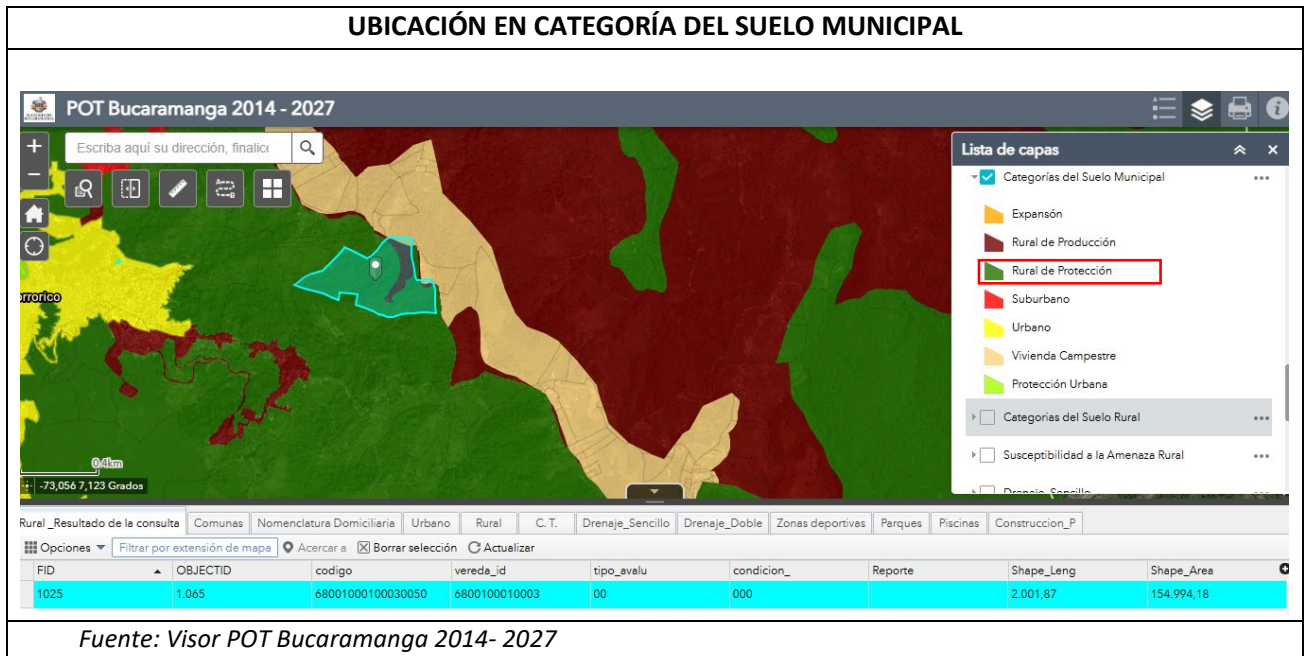 UBICACIÓN EN CATEGORÍA DEL SUELO MUNICIPAL
POT Bucaramanga 2014 - 2027
Escriba aquí su dirección, finalice
Lista de capas
Categorías del Suelo Municipal
Expansón
Rural de Producción
Rural de Protección
Suburbano
Urbano
Vivienda Campestre
Protección Urbana
Categorias del Suelo Rural
Susceptibilidad a la Amenaza Rural
Drenaje_Sencillo
orrorico
0,4km
-73,056 7,123 Grados
Rural _Resultado de la consulta Comunas Nomenclatura Domiciliaria Urbano Rural C. T. Drenaje_Sencillo Drenaje_Doble Zonas deportivas Parques Piscinas Construccion_P
Opciones Filtrar por extensión de mapa Acercar a Borrar selección Actualizar
FID OBJECTID codigo vereda_id tipo_avalu condicion_ Reporte Shape_Leng Shape_Area
1025 1.065 68001000100030050 6800100010003 00 000 2.001,87 154.994,18
Fuente: Visor POT Bucaramanga 2014- 2027